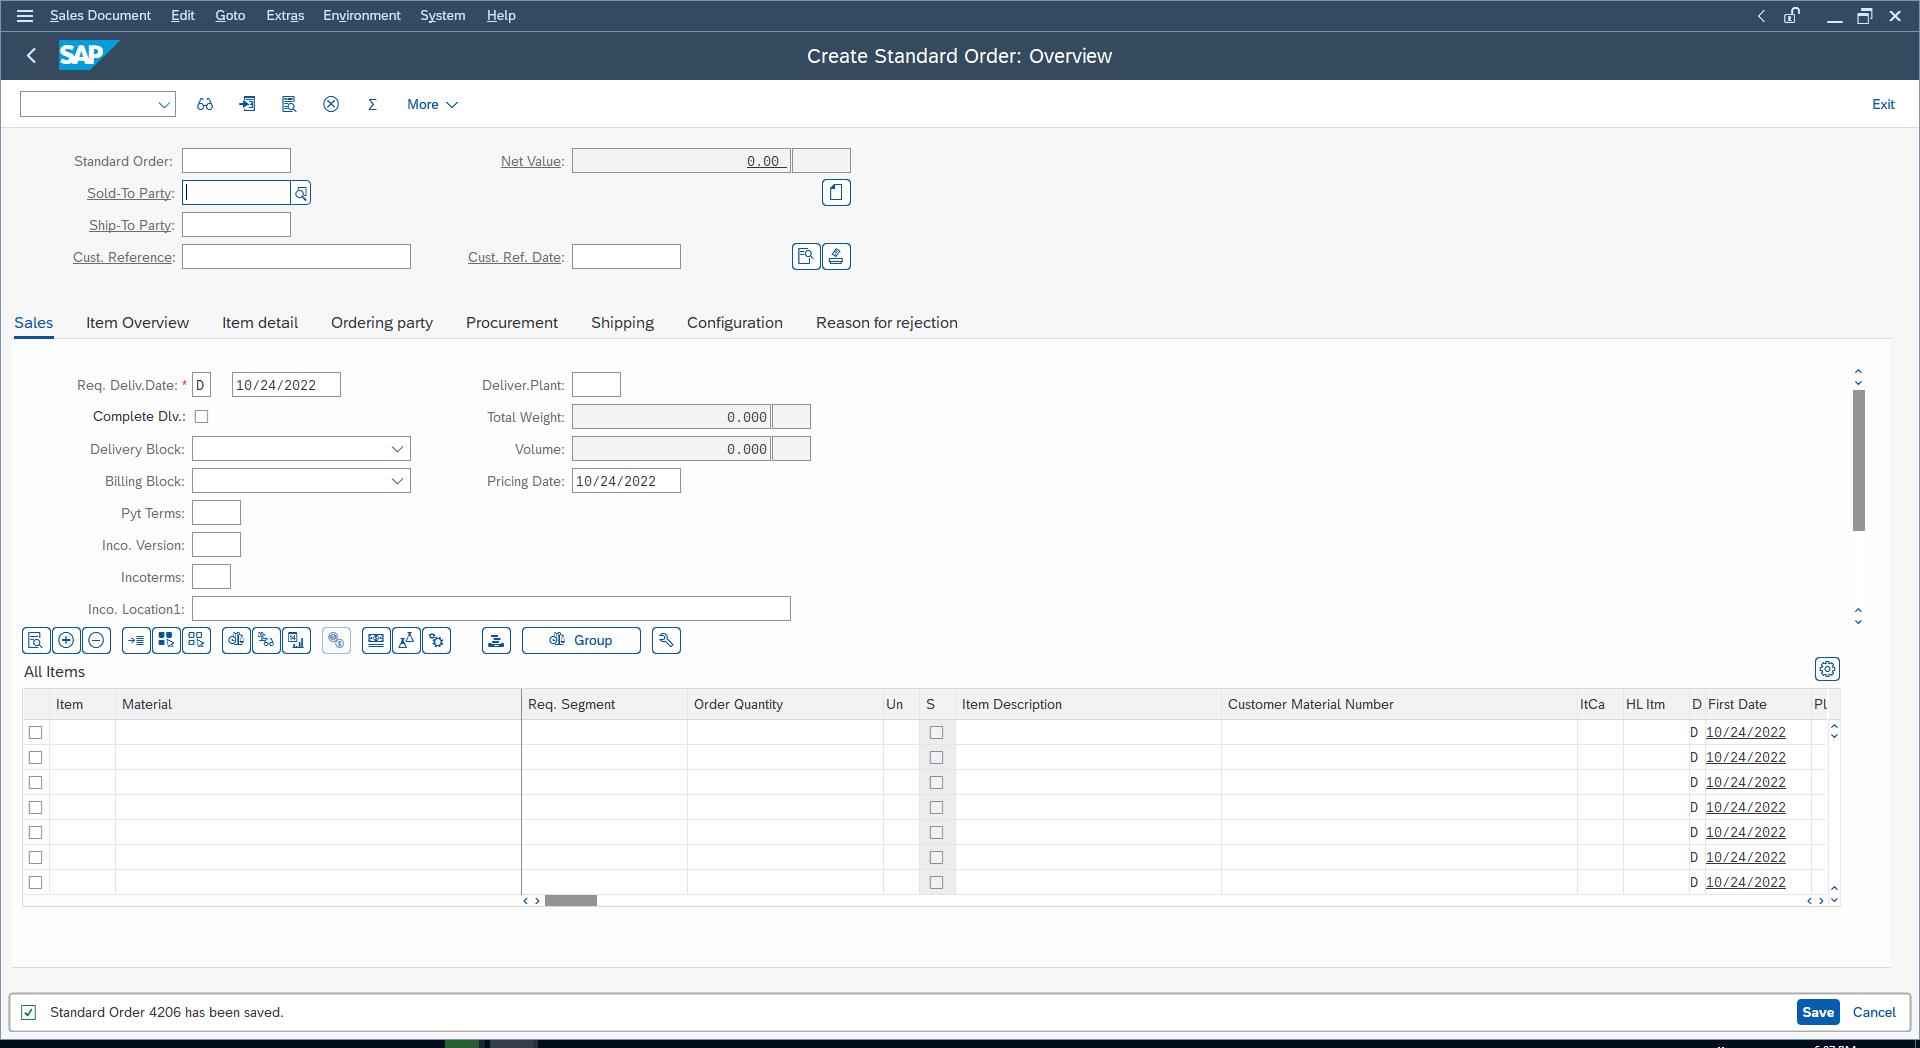 Sales Document Edit Goto Extras Environment System Help
SAP Create Standard Order: Overview
More Exit
Standard Order: Net Value: 0.00
Sold-To Party:
Ship-To Party:
Cust. Reference: Cust. Ref. Date:
Sales Item Overview Item detail Ordering party Procurement Shipping Configuration Reason for rejection
Req. Deliv.Date: * D 10/24/2022 Deliver.Plant:
Complete Dlv.: Total Weight: 0.000
Delivery Block: Volume: 0.000
Billing Block: Pricing Date: 10/24/2022
Pyt Terms:
Inco. Version:
Incoterms:
Inco. Location1:
Group
All Items
Item Material Req. Segment Order Quantity Un S Item Description Customer Material Number ItCa HL Itm D First Date Pl
D 10/24/2022
D 10/24/2022
D 10/24/2022
D 10/24/2022
D 10/24/2022
D 10/24/2022
D 10/24/2022
Standard Order 4206 has been saved. Save Cancel